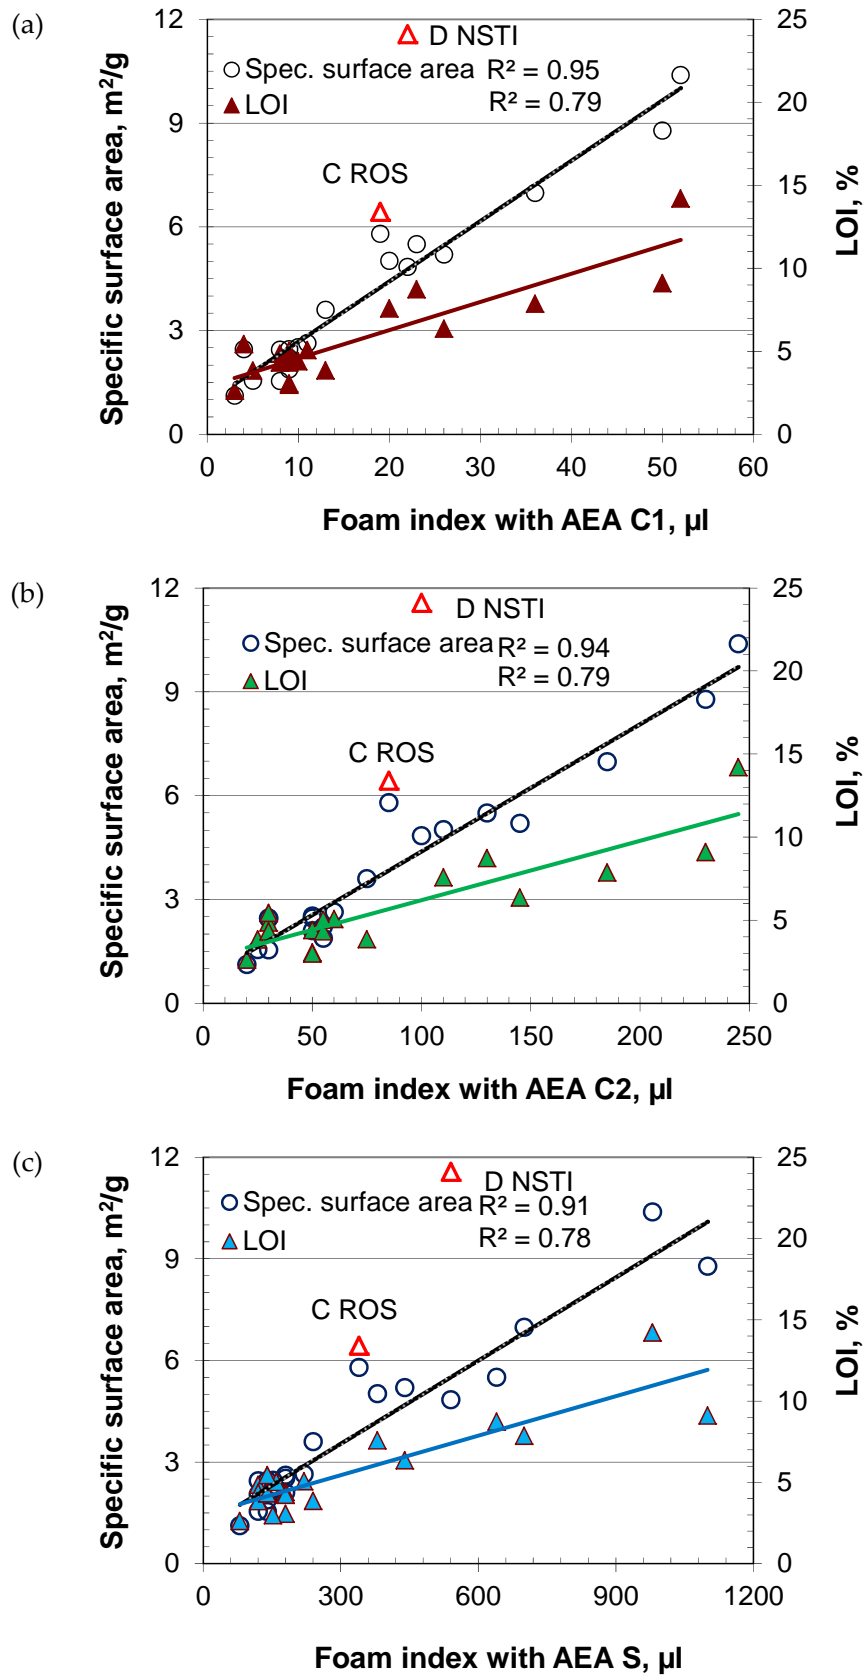 (a)
Specific surface area, m²/g
12
9
6
3
0
D NSTI
Spec. surface area R² = 0.95
LOI R² = 0.79
C ROS
25
20
15
10
5
0
LOI, %
0 10 20 30 40 50 60
Foam index with AEA C1, µl
(b)
Specific surface area, m²/g
12
9
6
3
0
D NSTI
Spec. surface area R² = 0.94
LOI R² = 0.79
C ROS
25
20
15
10
5
0
LOI, %
0 50 100 150 200 250
Foam index with AEA C2, µl
(c)
Specific surface area, m²/g
12
9
6
3
0
D NSTI
Spec. surface area R² = 0.91
LOI R² = 0.78
C ROS
25
20
15
10
5
0
LOI, %
0 300 600 900 1200
Foam index with AEA S, µl